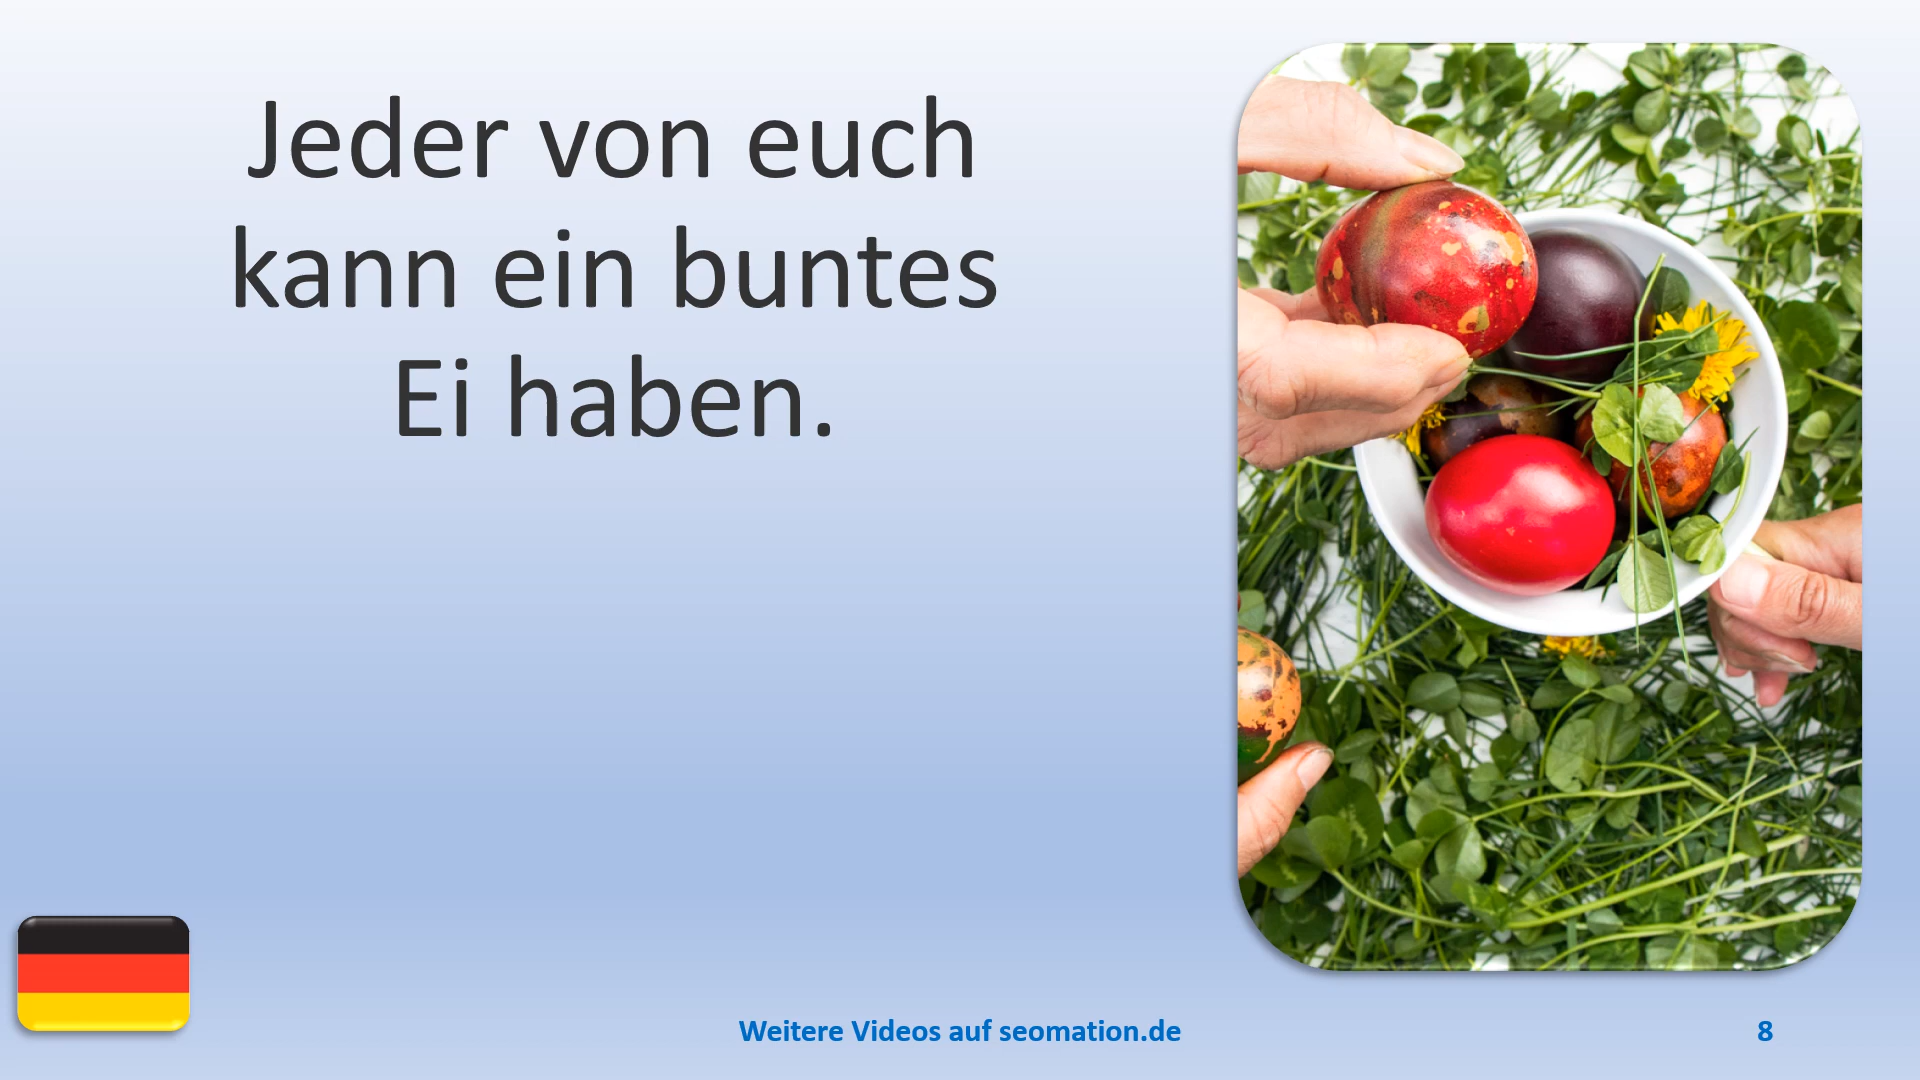 Jeder von euch
kann ein buntes
Ei haben.
Weitere Videos auf seomation.de
8